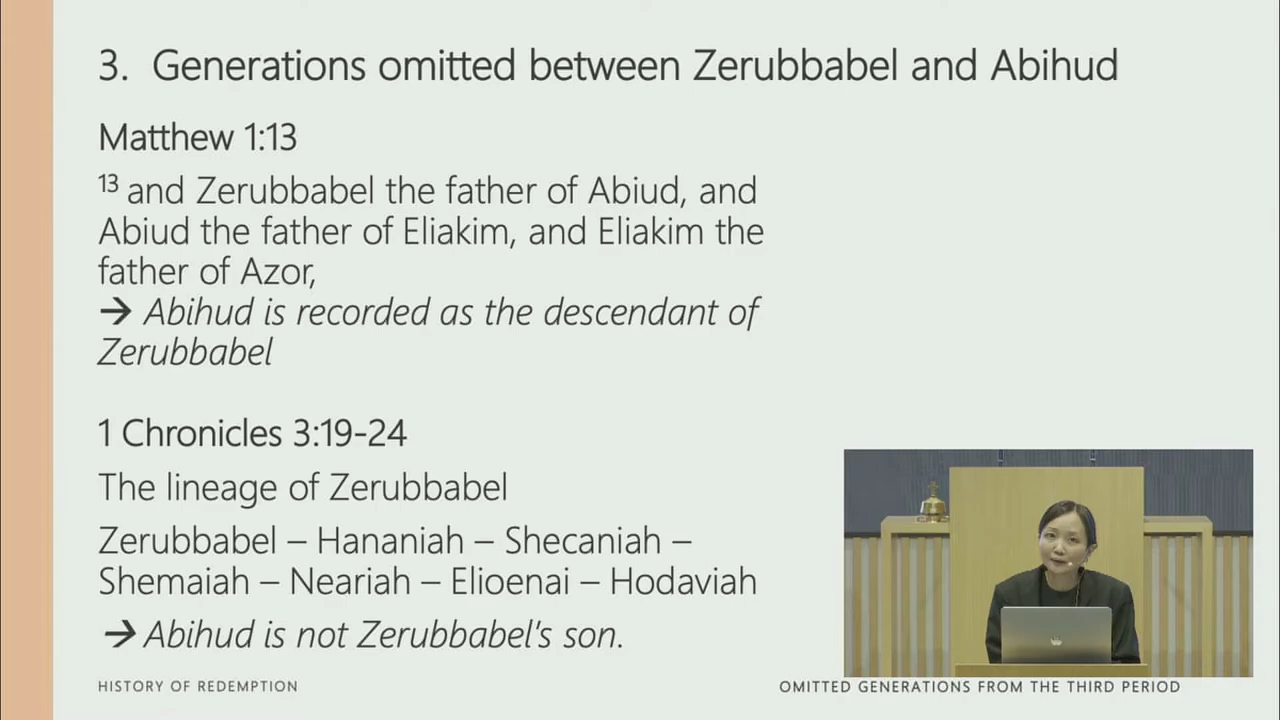 3. Generations omitted between Zerubbabel and Abihud
Matthew 1:13
13 and Zerubbabel the father of Abiud, and
Abiud the father of Eliakim, and Eliakim the
father of Azor,
→ Abihud is recorded as the descendant of
Zerubbabel
1 Chronicles 3:19-24
The lineage of Zerubbabel
Zerubbabel – Hananiah – Shecaniah –
Shemaiah – Neariah – Elioenai – Hodaviah
→ Abihud is not Zerubbabel's son.
HISTORY OF REDEMPTION
OMITTED GENERATIONS FROM THE THIRD PERIOD